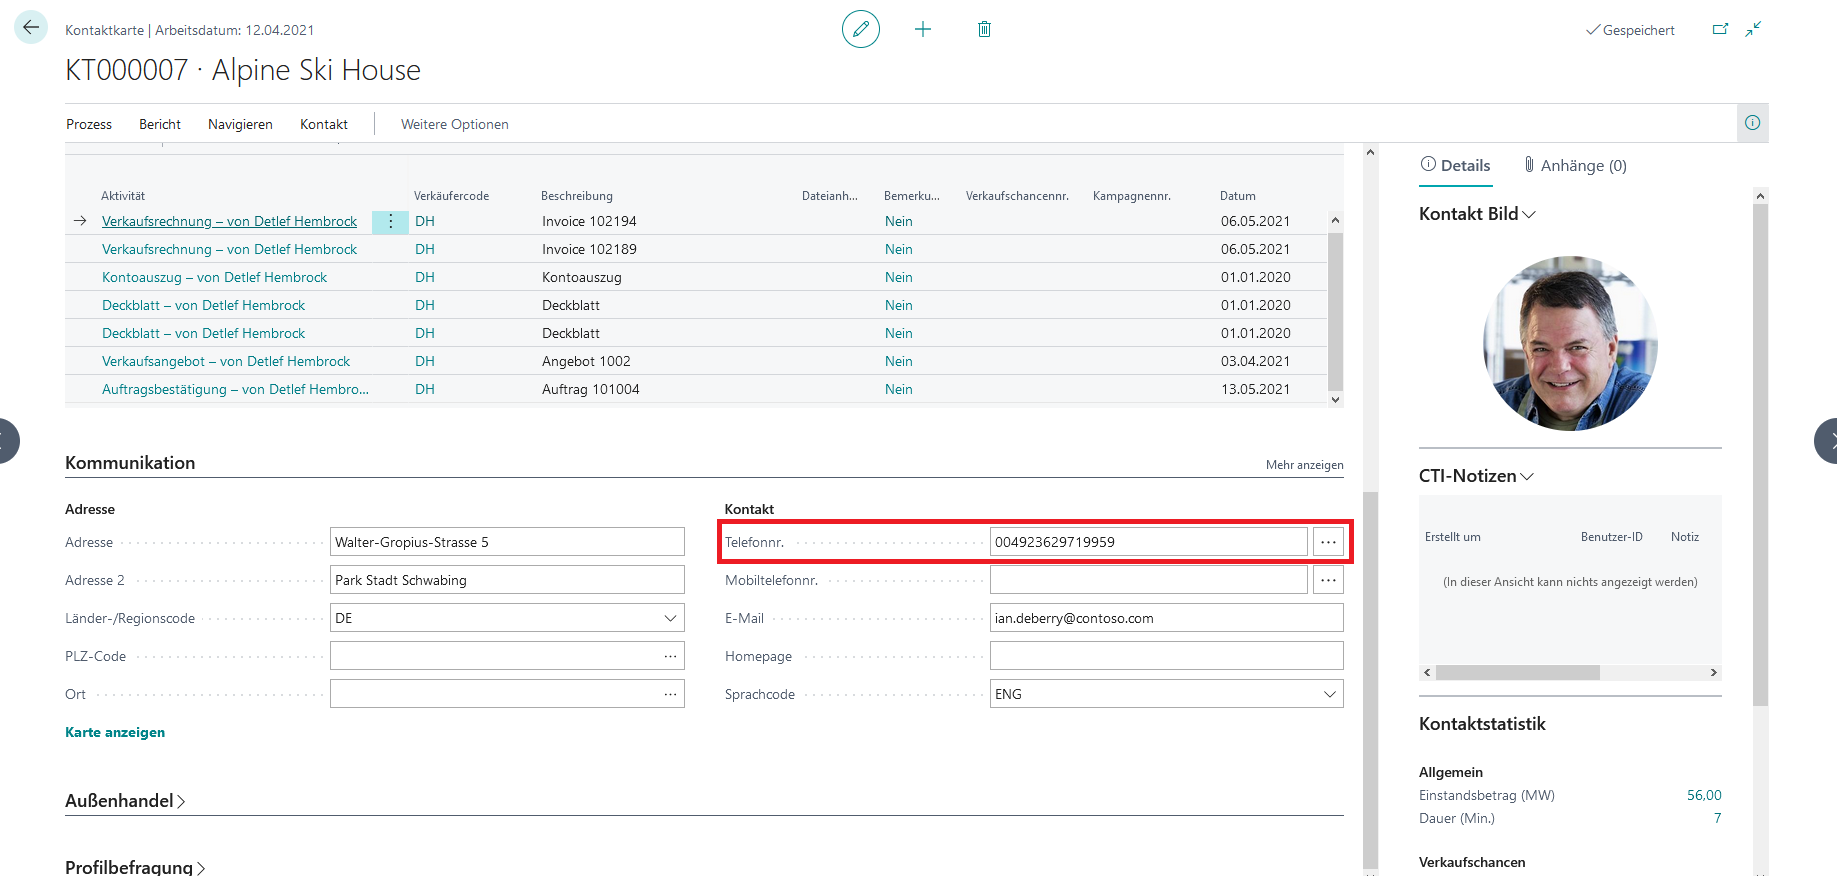 Kontaktkarte | Arbeitsdatum: 12.04.2021
Gespeichert
KT000007 · Alpine Ski House
Prozess Bericht Navigieren Kontakt Weitere Optionen
Aktivität Verkäufercode Beschreibung Dateianh... Bemerku... Verkaufschancennr. Kampagnennr. Datum
Verkaufsrechnung – von Detlef Hembrock DH Invoice 102194 Nein 06.05.2021
Verkaufsrechnung – von Detlef Hembrock DH Invoice 102189 Nein 06.05.2021
Kontoauszug – von Detlef Hembrock DH Kontoauszug Nein 01.01.2020
Deckblatt – von Detlef Hembrock DH Deckblatt Nein 01.01.2020
Deckblatt – von Detlef Hembrock DH Deckblatt Nein 01.01.2020
Verkaufsangebot – von Detlef Hembrock DH Angebot 1002 Nein 03.04.2021
Auftragsbestätigung – von Detlef Hembro... DH Auftrag 101004 Nein 13.05.2021
Kommunikation
Mehr anzeigen
Adresse
Adresse Walter-Gropius-Strasse 5
Adresse 2 Park Stadt Schwabing
Länder-/Regionscode DE
PLZ-Code
Ort
Karte anzeigen
Kontakt
Telefonnr. 004923629719959
Mobiltelefonnr.
E-Mail ian.deberry@contoso.com
Homepage
Sprachcode ENG
Außenhandel
Profilbefragung
Details Anhänge (0)
Kontakt Bild
CTI-Notizen
Erstellt um Benutzer-ID Notiz
(In dieser Ansicht kann nichts angezeigt werden)
Kontaktstatistik
Allgemein
Einstandsbetrag (MW) 56,00
Dauer (Min.) 7
Verkaufschancen